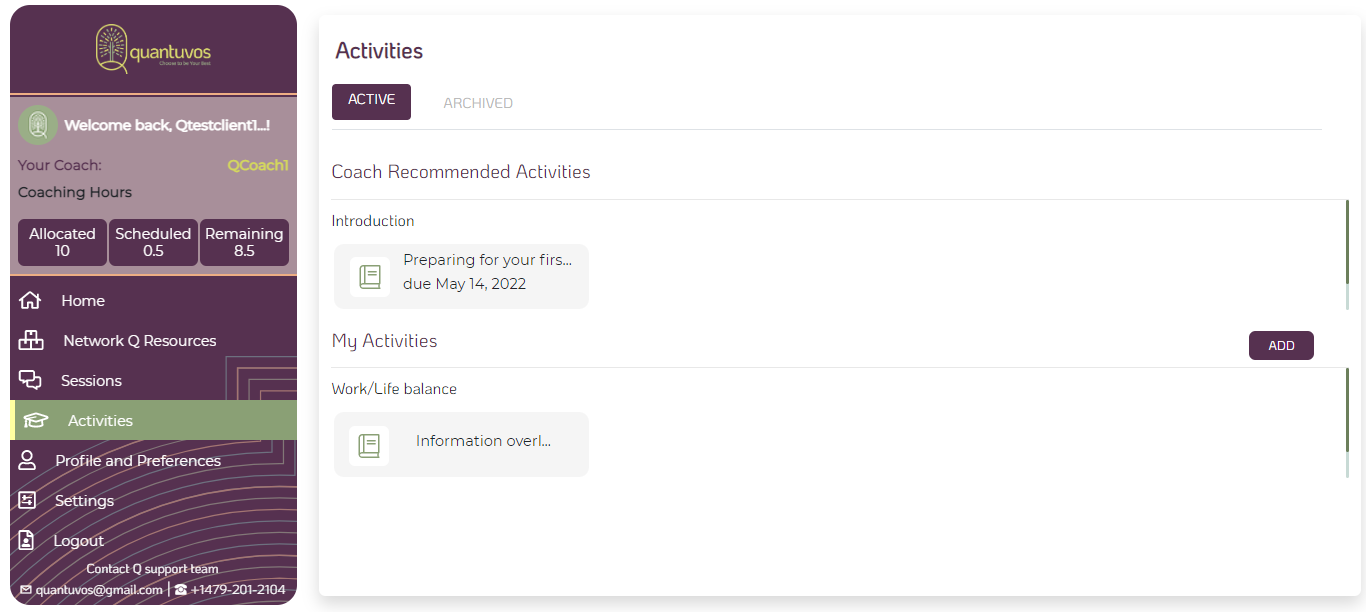 quantuvos
Choose to be Your Best
Welcome back, Qtestclient1...!
Your Coach:
QCoach1
Coaching Hours
Allocated
10
Scheduled
0.5
Remaining
8.5
Home
Network Q Resources
Sessions
Activities
Profile and Preferences
Settings
Logout
Contact Q support team
quantuvos@gmail.com | +1479-201-2104
Activities
ACTIVE
ARCHIVED
Coach Recommended Activities
Introduction
Preparing for your firs...
due May 14, 2022
My Activities
ADD
Work/Life balance
Information overl...